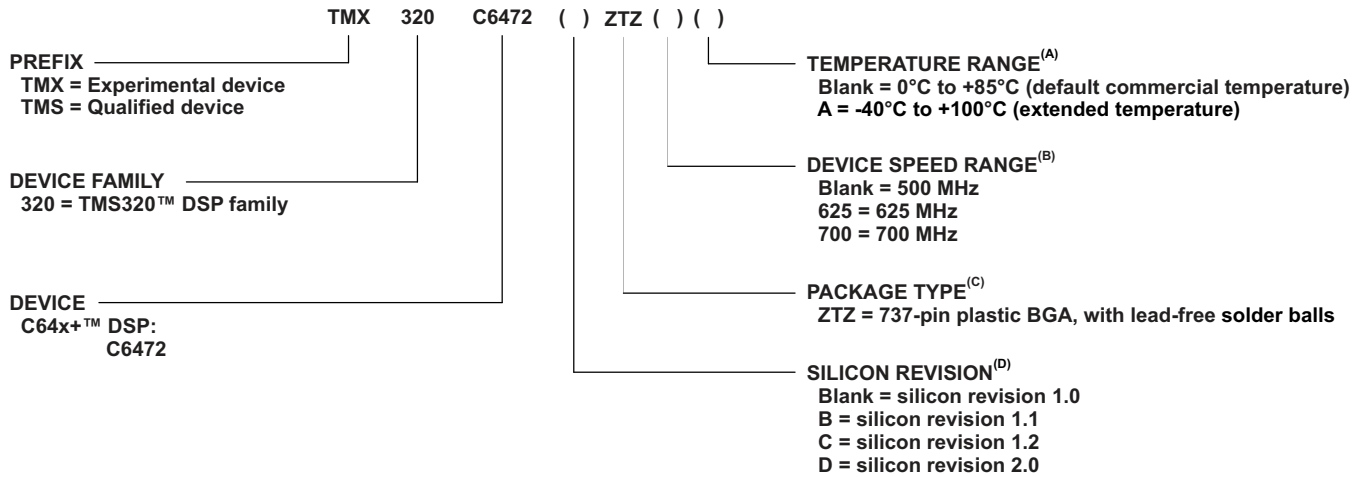 TMX 320 C6472 ( ) ZTZ ( ) ( )
PREFIX
TMX = Experimental device
TMS = Qualified device
DEVICE FAMILY
320 = TMS320™ DSP family
DEVICE
C64x+™ DSP:
C6472
TEMPERATURE RANGE(A)
Blank = 0°C to +85°C (default commercial temperature)
A = -40°C to +100°C (extended temperature)
DEVICE SPEED RANGE(B)
Blank = 500 MHz
625 = 625 MHz
700 = 700 MHz
PACKAGE TYPE(C)
ZTZ = 737-pin plastic BGA, with lead-free solder balls
SILICON REVISION(D)
Blank = silicon revision 1.0
B = silicon revision 1.1
C = silicon revision 1.2
D = silicon revision 2.0